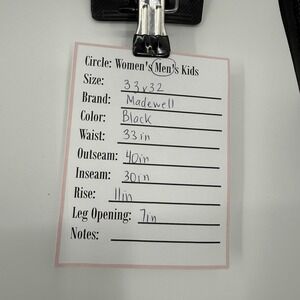 Circle: Women's Men's Kids
Size: 33x32
Brand: Madewell
Color: Black
Waist: 33in
Outseam: 40in
Inseam: 30in
Rise: 11in
Leg Opening: 7in
Notes: